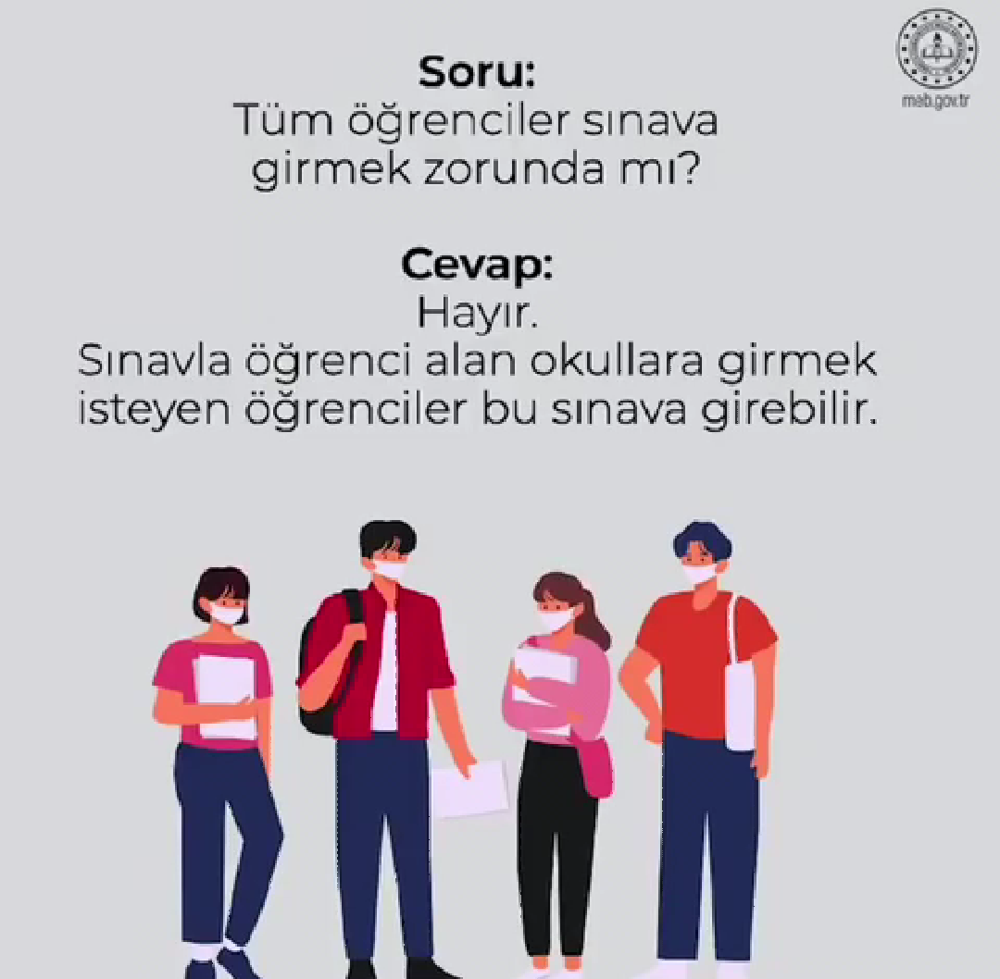 Soru:
Tüm öğrenciler sınava
girmek zorunda mı?
Cevap:
Hayır.
Sınavla öğrenci alan okullara girmek
isteyen öğrenciler bu sınava girebilir.
meb.gov.tr